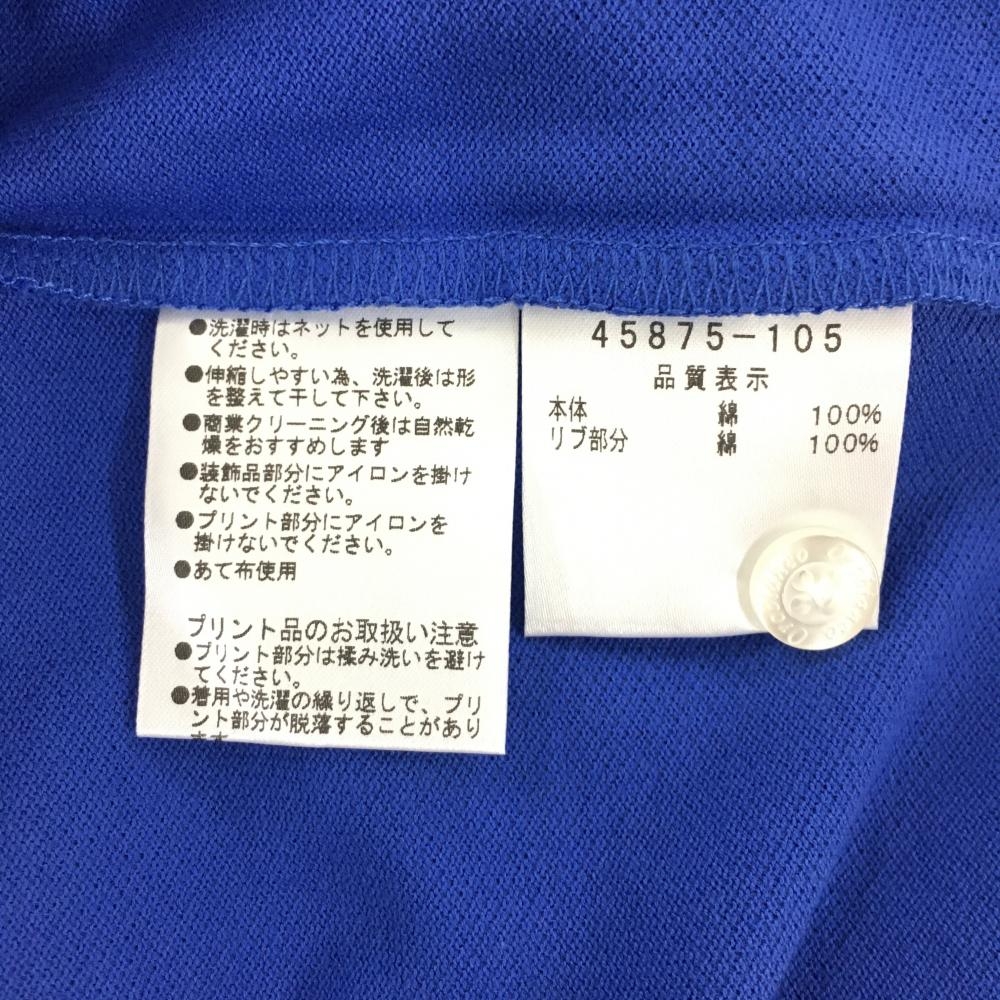 ●洗濯時はネットを使用して
ください。
●伸縮しやすい為、洗濯後は形
を整えて干して下さい。
●商業クリーニング後は自然乾
燥をおすすめします
●装飾品部分にアイロンを掛け
ないでください。
●プリント部分にアイロンを
掛けないでください。
●あて布使用
プリント品のお取扱い注意
●プリント部分は揉み洗いを避け
てください。
●着用や洗濯の繰り返しで、プリ
ント部分が脱落することがあり
ます
45875-105
品質表示
本体 綿 100%
リブ部分 綿 100%